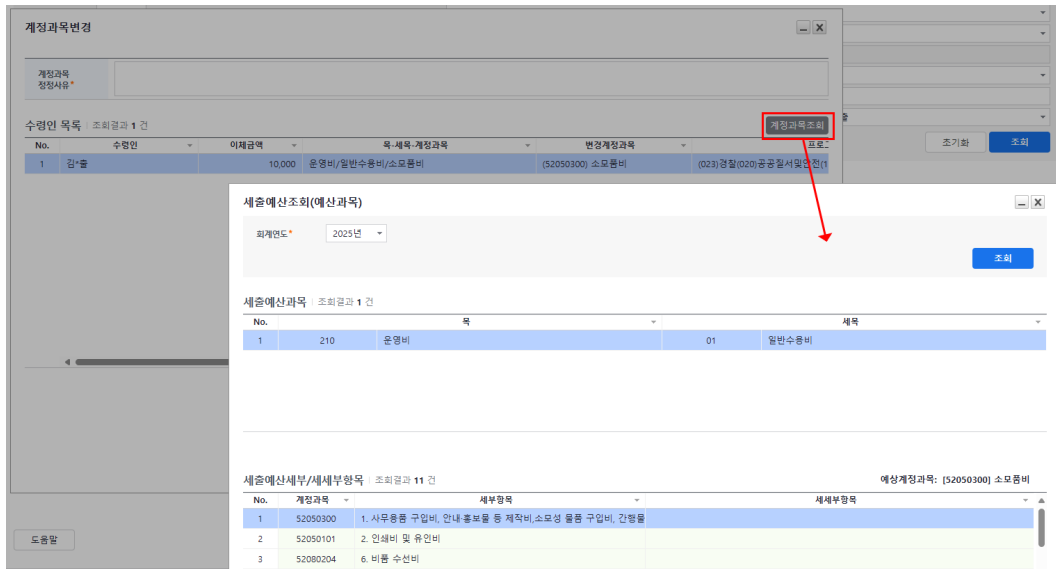 계정과목변경
계정과목
정정사유*
수령인 목록 조회결과 1 건
계정과목조회
초기화
조회
No. 수령인 이체금액 목-세목-계정과목 변경계정과목
1 김*출 10,000 운영비/일반수용비/소모품비 (52050300) 소모품비 (023)경찰(020)공공질서및안전(1
세출예산조회(예산과목)
회계연도* 2025년
조회
세출예산과목 조회결과 1 건
No. 목 세목
1 210 운영비 01 일반수용비
세출예산세부/세세부항목 조회결과 11 건
예상계정과목: [52050300] 소모품비
No. 계정과목 세부항목 세세부항목
1 52050300 1. 사무용품 구입비, 안내·홍보물 등 제작비,소모성 물품 구입비, 간행물
2 52050101 2. 인쇄비 및 유인비
3 52080204 6. 비품 수선비
도움말